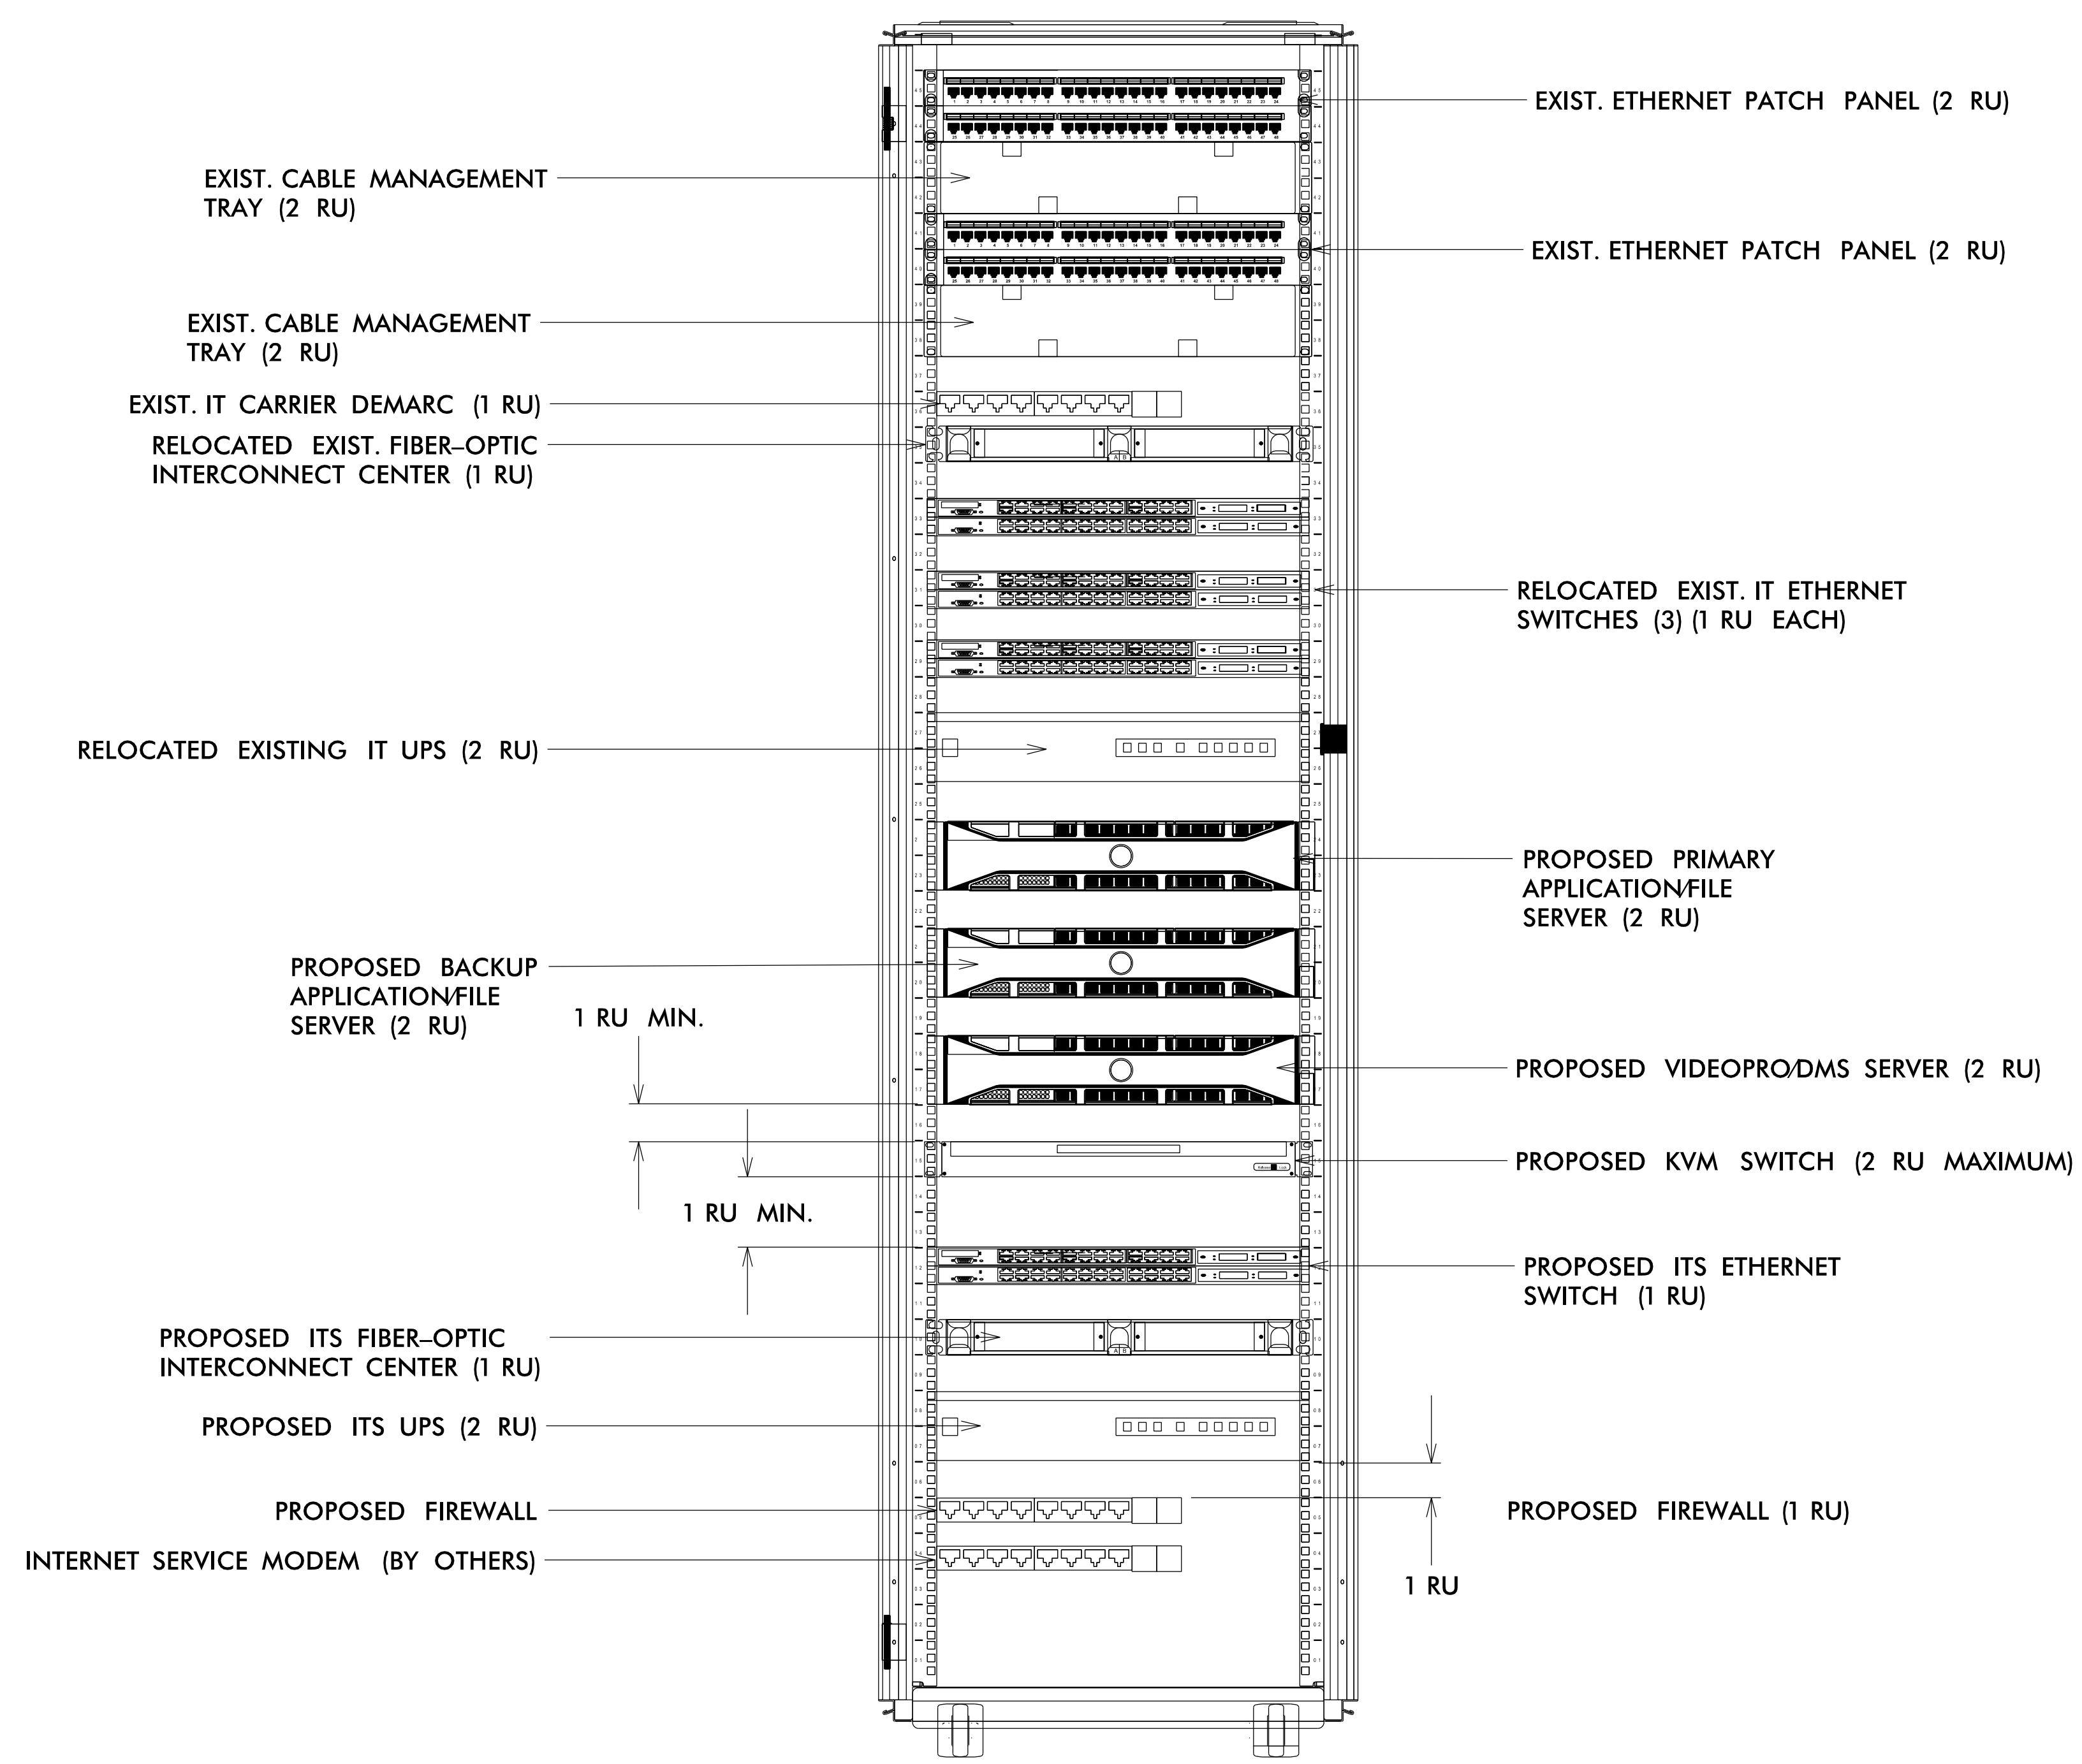 EXIST. ETHERNET PATCH PANEL (2 RU)
EXIST. CABLE MANAGEMENT
TRAY (2 RU)
EXIST. ETHERNET PATCH PANEL (2 RU)
EXIST. CABLE MANAGEMENT
TRAY (2 RU)
EXIST. IT CARRIER DEMARC (1 RU)
RELOCATED EXIST. FIBER–OPTIC
INTERCONNECT CENTER (1 RU)
RELOCATED EXIST. IT ETHERNET
SWITCHES (3) (1 RU EACH)
RELOCATED EXISTING IT UPS (2 RU)
PROPOSED PRIMARY
APPLICATION/FILE
SERVER (2 RU)
PROPOSED BACKUP
APPLICATION/FILE
SERVER (2 RU)
1 RU MIN.
PROPOSED VIDEOPRO/DMS SERVER (2 RU)
PROPOSED KVM SWITCH (2 RU MAXIMUM)
1 RU MIN.
PROPOSED ITS ETHERNET
SWITCH (1 RU)
PROPOSED ITS FIBER–OPTIC
INTERCONNECT CENTER (1 RU)
PROPOSED ITS UPS (2 RU)
PROPOSED FIREWALL
PROPOSED FIREWALL (1 RU)
INTERNET SERVICE MODEM (BY OTHERS)
1 RU